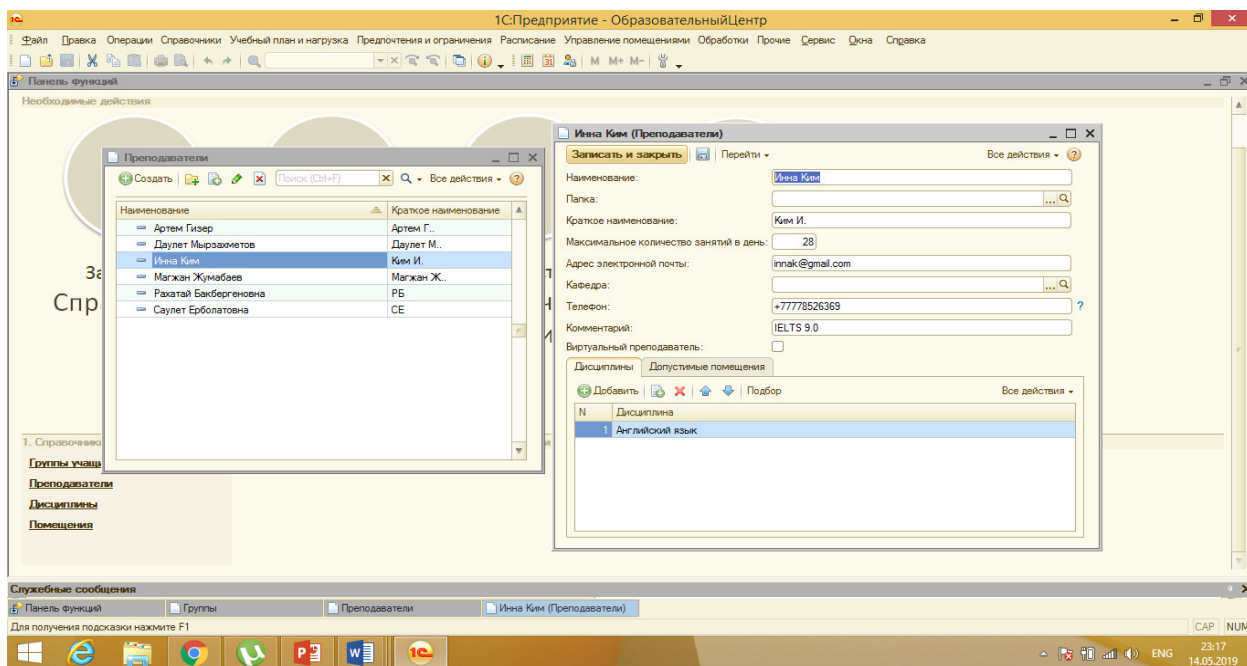 1С:Предприятие - ОбразовательныйЦентр
Файл Правка Операции Справочники Учебный план и нагрузка Предпочтения и ограничения Расписание Управление помещениями Обработки Прочие Сервис Окна Справка
M M+ M-
Панель функций
Необходимые действия
За
Спр
1. Справочники
Группы учащ
Преподаватели
Дисциплины
Помещения
Преподаватели
Создать Поиск (Ctrl+F) Все действия
Наименование Краткое наименование
Артем Гизер Артем Г..
Даулет Мырзахметов Даулет М..
Инна Ким Ким И.
Магжан Жумабаев Магжан Ж..
Рахатай Бакбергеновна РБ
Саулет Ерболатовна СЕ
Инна Ким (Преподаватели)
Записать и закрыть Перейти Все действия
Наименование: Инна Ким
Папка: ...
Краткое наименование: Ким И.
Максимальное количество занятий в день: 28
Адрес электронной почты: innak@gmail.com
Кафедра: ...
Телефон: +77778526369 ?
Комментарий: IELTS 9.0
Виртуальный преподаватель:
Дисциплины Допустимые помещения
Добавить Подбор Все действия
N Дисциплина
1 Английский язык
Служебные сообщения
Панель функций Группы Преподаватели Инна Ким (Преподаватели)
Для получения подсказки нажмите F1 CAP NUM
ENG 23:17
14.05.2019